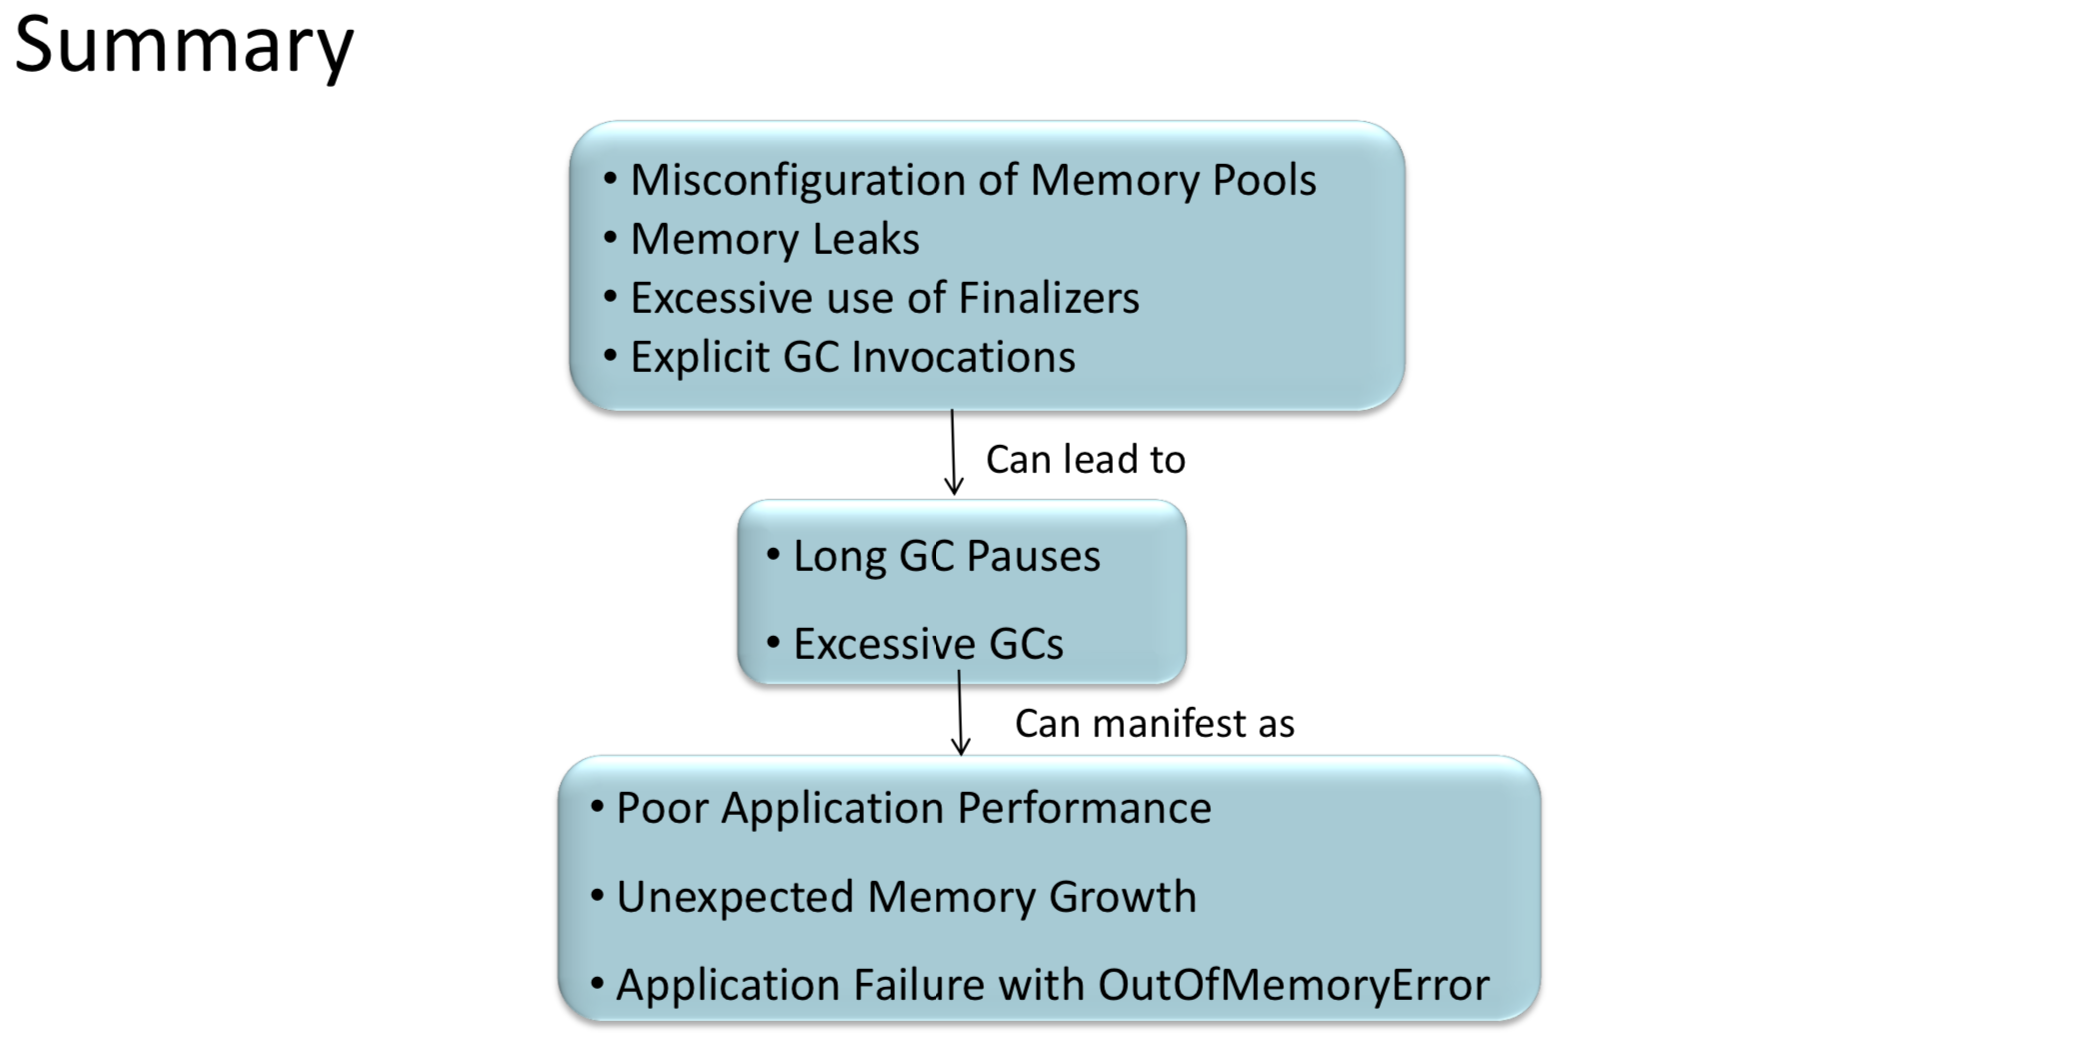 Summary
• Misconfiguration of Memory Pools
• Memory Leaks
• Excessive use of Finalizers
• Explicit GC Invocations
Can lead to
• Long GC Pauses
• Excessive GCs
Can manifest as
• Poor Application Performance
• Unexpected Memory Growth
• Application Failure with OutOfMemoryError